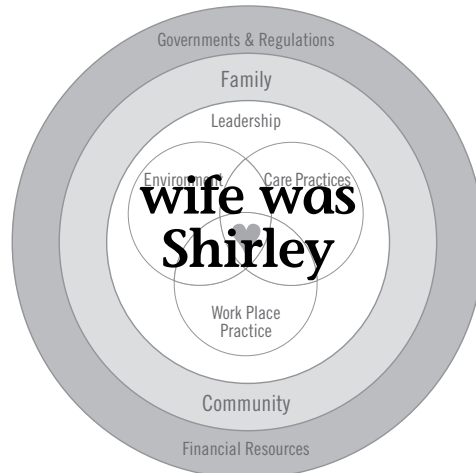 Governments & Regulations
Family
Leadership
Environment Care Practices
wife was
Shirley
Work Place
Practice
Community
Financial Resources